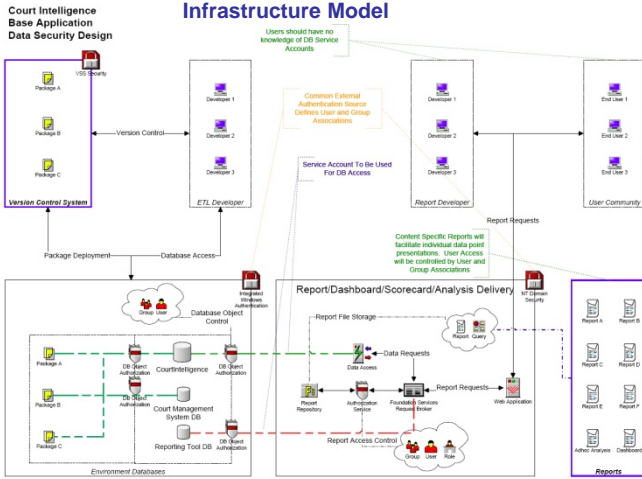 Court Intelligence
Base Application
Data Security Design
Infrastructure Model
Users should have no
knowledge of DB Service
Accounts
VSS Security
Package A
Package B
Package C
Version Control System
Version Control
Developer 1
Developer 2
Developer 3
ETL Developer
Common External
Authentication Source
Defines User and Group
Associations
Service Account To Be Used
For DB Access
Developer 1
Developer 2
Developer 3
Report Developer
End User 1
End User 2
End User 3
User Community
Report Requests
Package Deployment
Database Access
Content Specific Reports will
facilitate individual data point
presentations. User Access
will be controlled by User and
Group Associations
Integrated
Windows
Authentication
NT Domain
Security
Group User
Database Object
Control
Package A
Package B
Package C
DB Object
Authorization
DB Object
Authorization
CourtIntelligence
DB Object
Authorization
Court Management
System DB
Reporting Tool DB
DB Object
Authorization
Environment Databases
Report/Dashboard/Scorecard/Analysis Delivery
Report File Storage
Report Query
Data Access
Data Requests
Report
Repository
Authorization
Service
Foundation Services
Request Broker
Report Requests
Web Application
Report Access Control
Group User Role
Report A
Report B
Report C
Report D
Report E
Report F
Adhoc Analysis
Dashboard
Reports